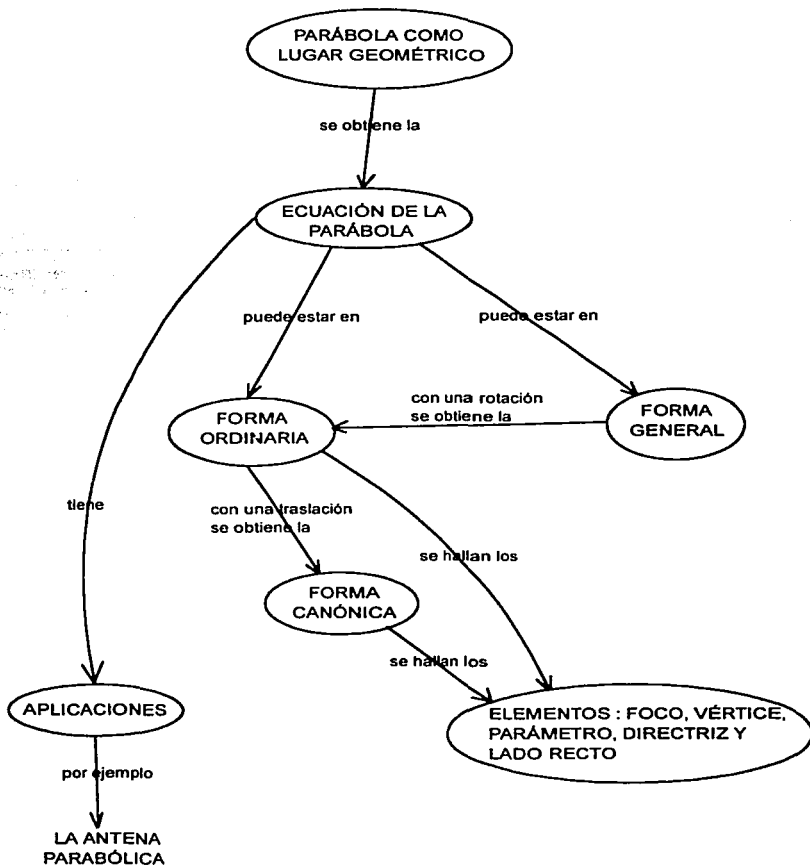 PARÁBOLA COMO
LUGAR GEOMÉTRICO
se obtiene la
ECUACIÓN DE LA
PARÁBOLA
puede estar en
puede estar en
FORMA
ORDINARIA
con una rotación
se obtiene la
FORMA
GENERAL
tiene
con una traslación
se obtiene la
se hallan los
FORMA
CANÓNICA
se hallan los
APLICACIONES
ELEMENTOS : FOCO, VÉRTICE,
PARÁMETRO, DIRECTRIZ Y
LADO RECTO
por ejemplo
LA ANTENA
PARABÓLICA